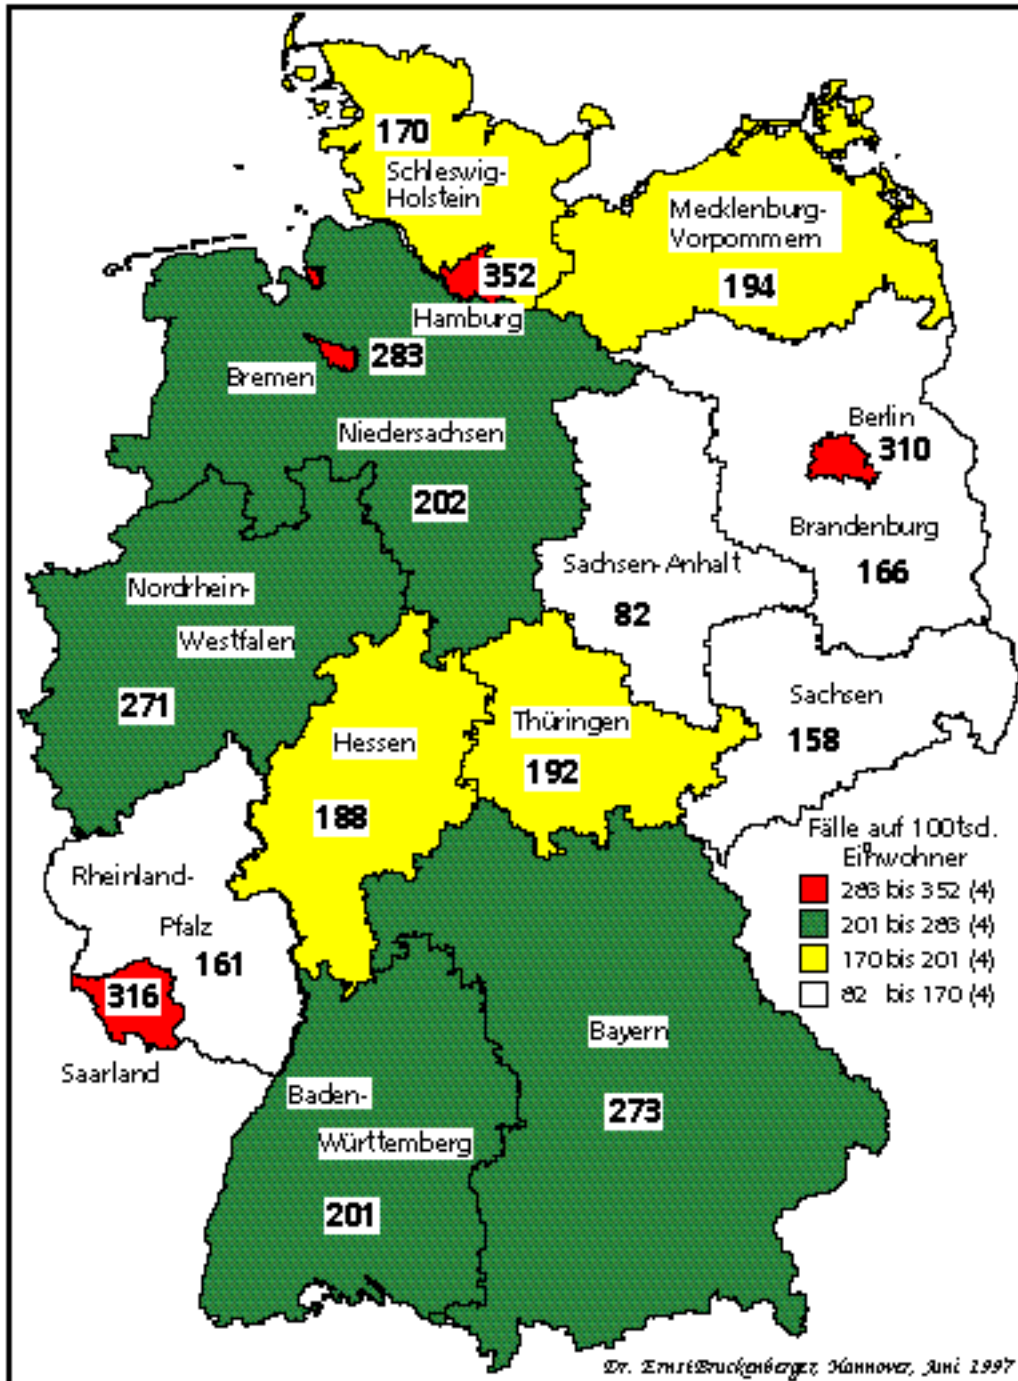 170
Schleswig-
Holstein
Mecklenburg-
Vorpommern
194
352
Hamburg
283
Bremen
Niedersachsen
202
Berlin
310
Brandenburg
166
Sachsen-Anhalt
82
Nordrhein-
Westfalen
271
Sachsen
158
Hessen
188
Thüringen
192
Fälle auf 100tsd.
Einwohner
283 bis 352 (4)
201 bis 283 (4)
170 bis 201 (4)
82 bis 170 (4)
Rheinland-
Pfalz
161
316
Saarland
Bayern
273
Baden-
Württemberg
201
Dr. Ernst Bruckenberger, Hannover, Juni 1997